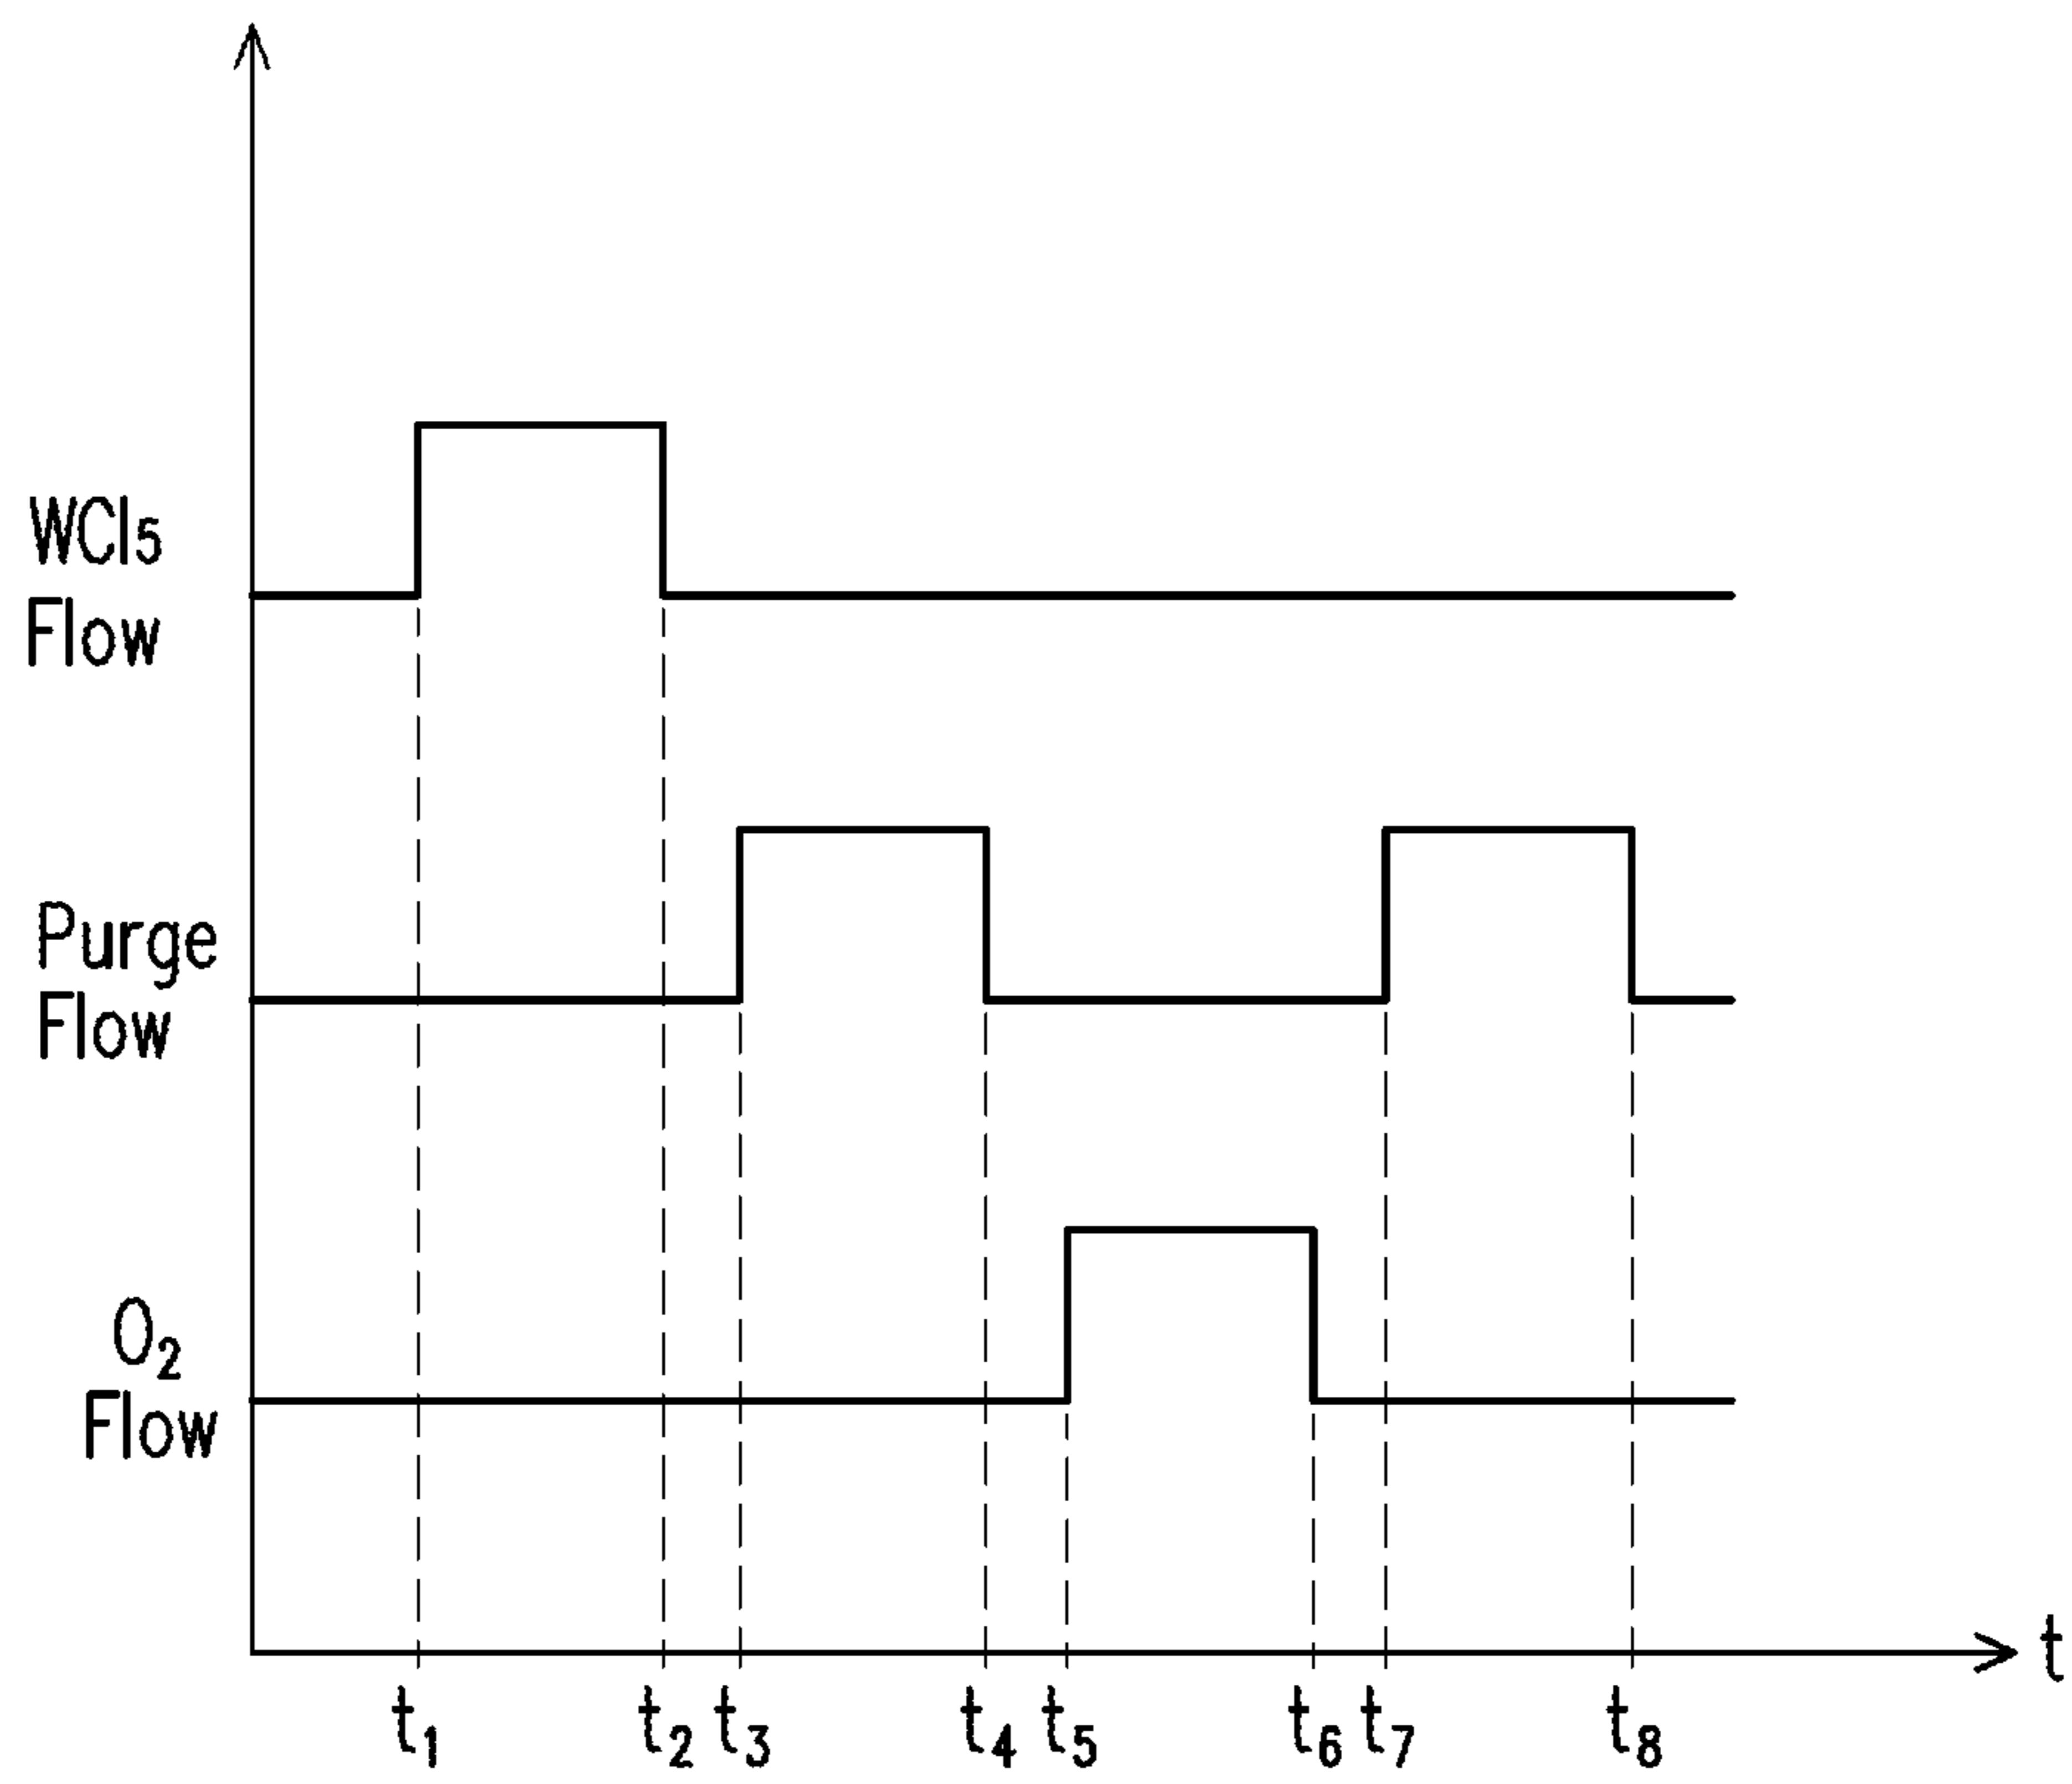 WCl₅
Flow
Purge
Flow
O₂
Flow
t
t₁ t₂ t₃ t₄ t₅ t₆ t₇ t₈